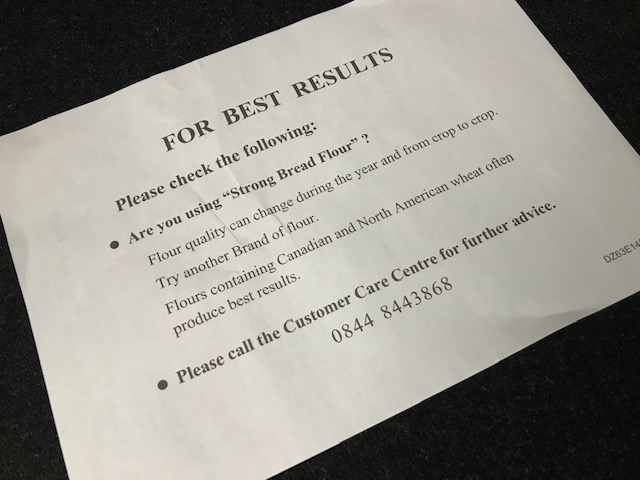 FOR BEST RESULTS
Please check the following:
● Are you using “Strong Bread Flour” ?
Flour quality can change during the year and from crop to crop.
Try another Brand of flour.
Flours containing Canadian and North American wheat often
produce best results.
● Please call the Customer Care Centre for further advice.
0844 8443868